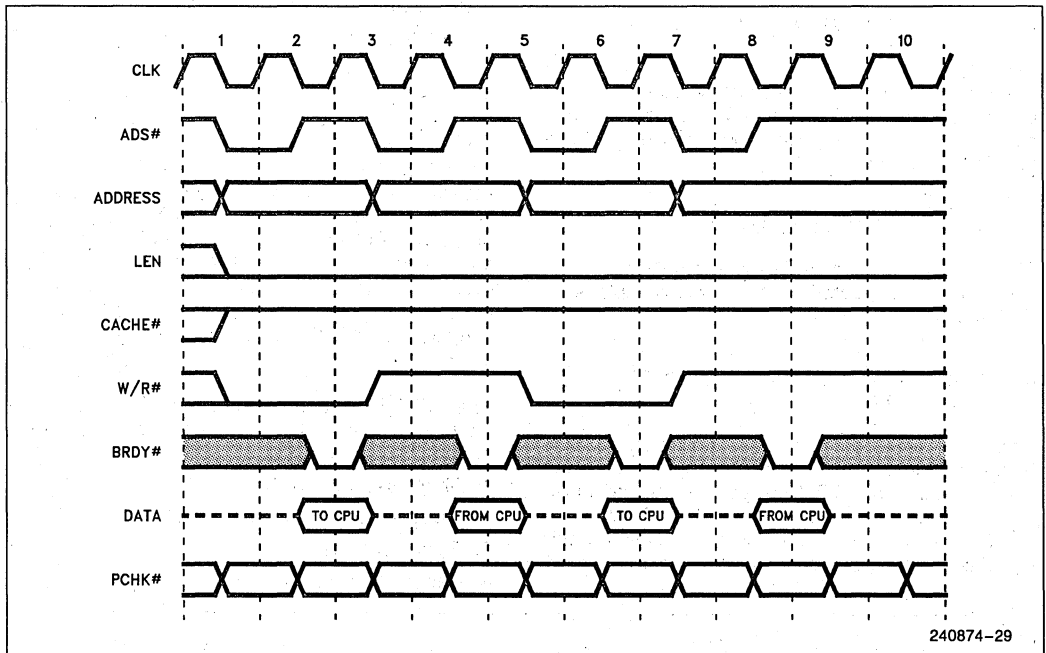 1 2 3 4 5 6 7 8 9 10
CLK
ADS#
ADDRESS
LEN
CACHE#
W/R#
BRDY#
DATA TO CPU FROM CPU TO CPU FROM CPU
PCHK#
240874-29